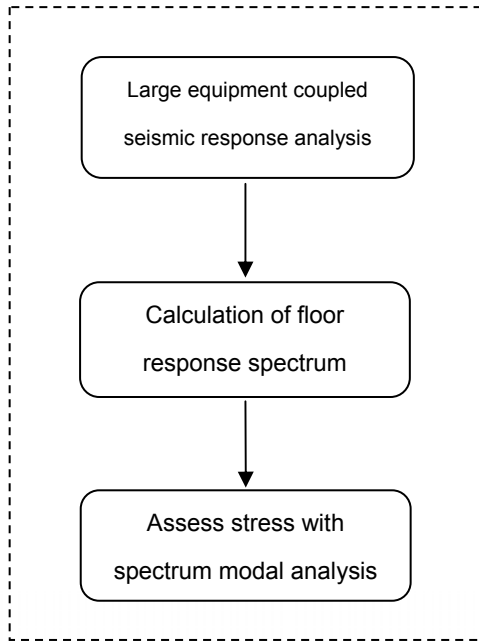 Large equipment coupled
seismic response analysis
Calculation of floor
response spectrum
Assess stress with
spectrum modal analysis